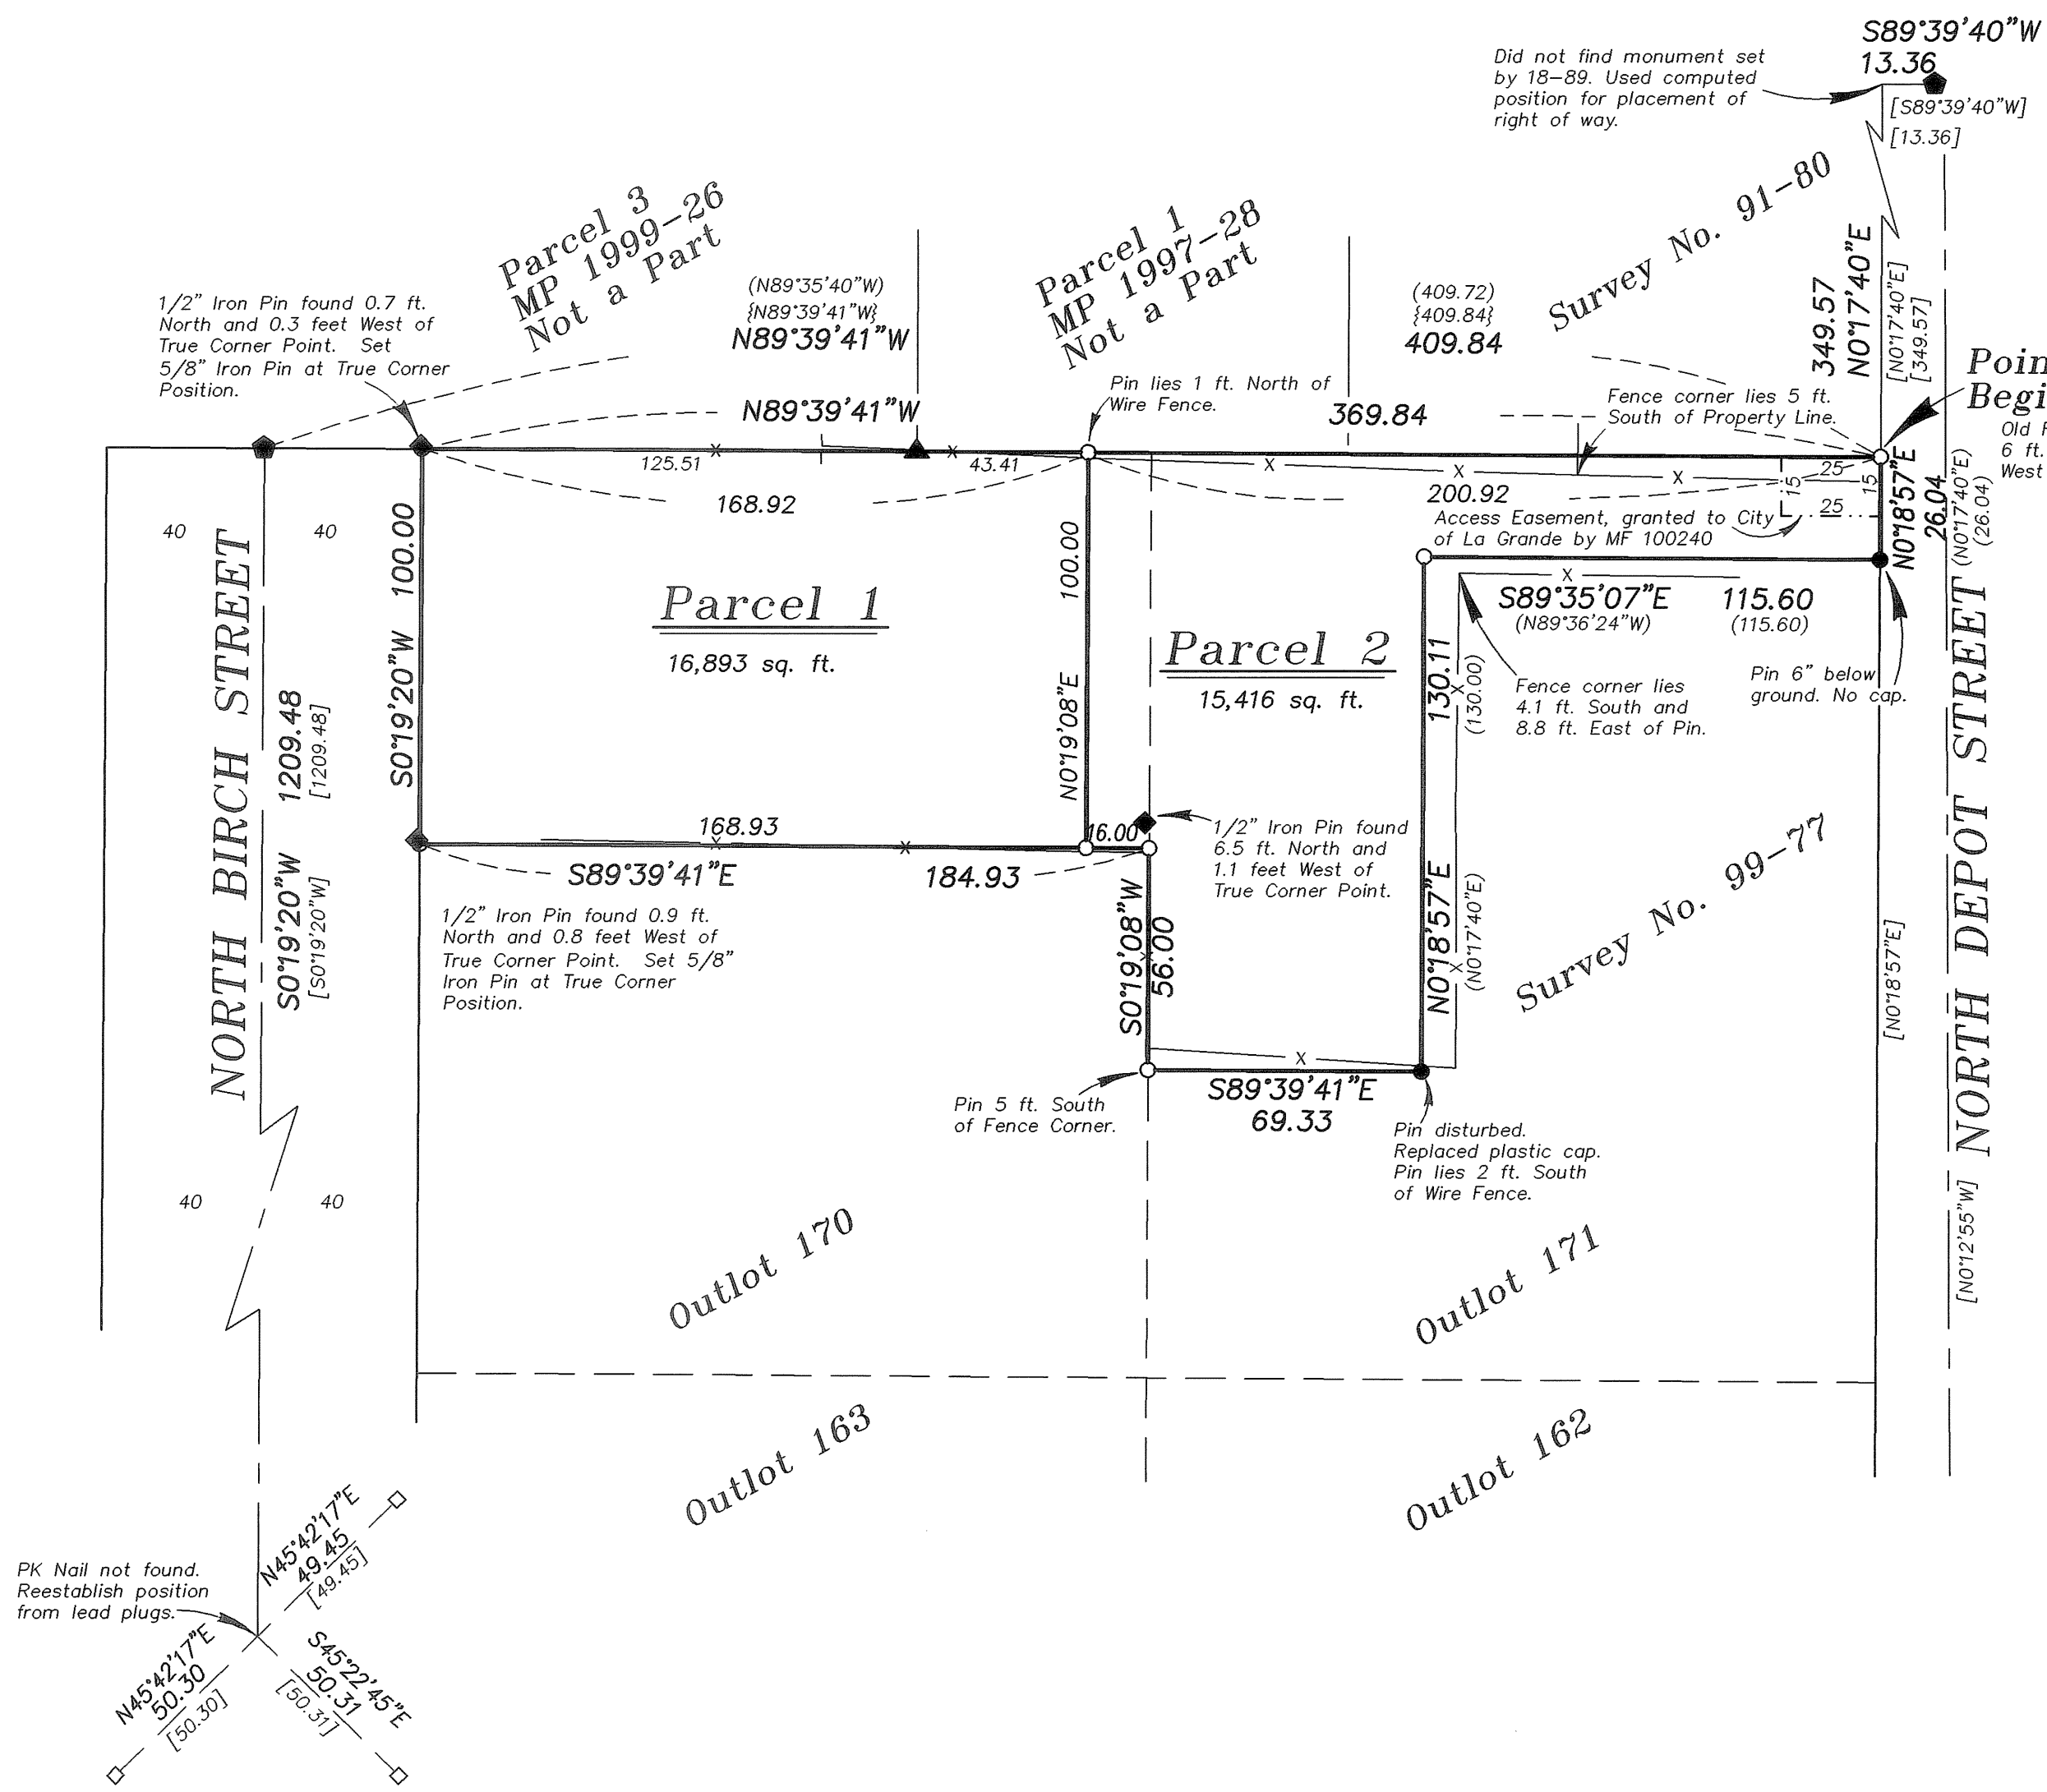 S89°39'40"W
13.36
[S89°39'40"W]
[13.36]
Did not find monument set
by 18–89. Used computed
position for placement of
right of way.
Survey No. 91–80
349.57
N0°17'40"E
[N0°17'40"E]
[349.57]
Parcel 3
MP 1999–26
Not a Part
Parcel 1
MP 1997–28
Not a Part
(N89°35'40"W)
{N89°39'41"W}
N89°39'41"W
(409.72)
{409.84}
409.84
1/2" Iron Pin found 0.7 ft.
North and 0.3 feet West of
True Corner Point. Set
5/8" Iron Pin at True Corner
Position.
N89°39'41"W
Pin lies 1 ft. North of
Wire Fence.
369.84
Fence corner lies 5 ft.
South of Property Line.
Poin
Begi
Old
6 ft.
West
125.51
43.41
168.92
200.92
25
15
15
25
Access Easement, granted to City
of La Grande by MF 100240
N0°18'57"E
26.04
(N0°17'40"E)
(26.04)
40
40
NORTH BIRCH STREET
S0°19'20"W 1209.48
[S0°19'20"W] [1209.48]
S0°19'20"W 100.00
Parcel 1
16,893 sq. ft.
N0°19'08"E 100.00
Parcel 2
15,416 sq. ft.
S89°35'07"E 115.60
(N89°36'24"W) (115.60)
N0°18'57"E 130.11
(N0°17'40"E) (130.00)
Fence corner lies
4.1 ft. South and
8.8 ft. East of Pin.
Pin 6" below
ground. No cap.
NORTH DEPOT STREET
168.93
16.00
S89°39'41"E 184.93
1/2" Iron Pin found
6.5 ft. North and
1.1 feet West of
True Corner Point.
1/2" Iron Pin found 0.9 ft.
North and 0.8 feet West of
True Corner Point. Set 5/8"
Iron Pin at True Corner
Position.
S0°19'08"W
56.00
Survey No. 99–77
[N0°18'57"E]
Pin 5 ft. South
of Fence Corner.
S89°39'41"E
69.33
Pin disturbed.
Replaced plastic cap.
Pin lies 2 ft. South
of Wire Fence.
[N0°12'55"W]
40
40
Outlot 170
Outlot 171
Outlot 163
Outlot 162
N45°42'17"E
49.45
[49.45]
PK Nail not found.
Reestablish position
from lead plugs.
N45°42'17"E
50.30
[50.30]
S45°22'45"E
50.31
[50.31]